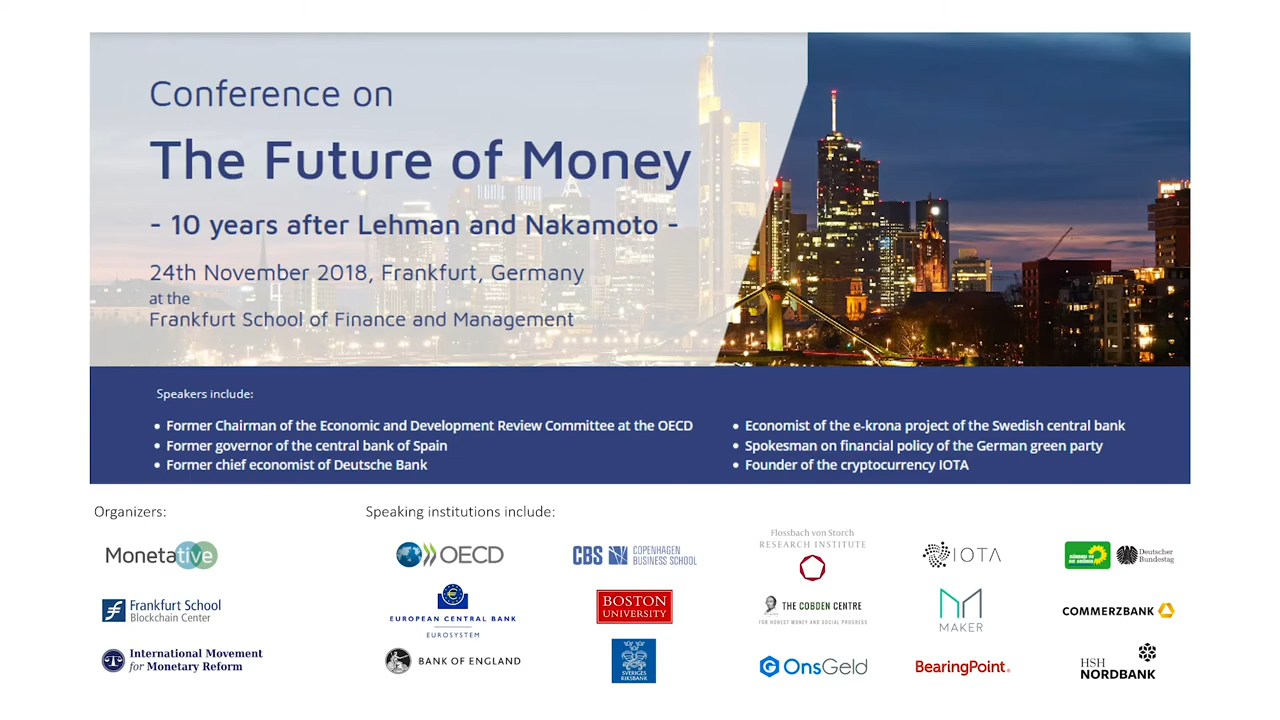 Conference on
The Future of Money
- 10 years after Lehman and Nakamoto -
24th November 2018, Frankfurt, Germany
at the
Frankfurt School of Finance and Management
Speakers include:
• Former Chairman of the Economic and Development Review Committee at the OECD
• Former governor of the central bank of Spain
• Former chief economist of Deutsche Bank
• Economist of the e-krona project of the Swedish central bank
• Spokesman on financial policy of the German green party
• Founder of the cryptocurrency IOTA
Organizers:
Monetative
Frankfurt School
Blockchain Center
International Movement
for Monetary Reform
Speaking institutions include:
OECD
CBS
COPENHAGEN
BUSINESS SCHOOL
Flossbach von Storch
RESEARCH INSTITUTE
IOTA
BÜNDNIS 90
DIE GRÜNEN
Deutscher
Bundestag
EUROPEAN CENTRAL BANK
EUROSYSTEM
BOSTON
UNIVERSITY
THE COBDEN CENTRE
FOR HONEST MONEY AND SOCIAL PROGRESS
MAKER
COMMERZBANK
BANK OF ENGLAND
SVERIGES
RIKSBANK
OnsGeld
BearingPoint
HSH
NORDBANK